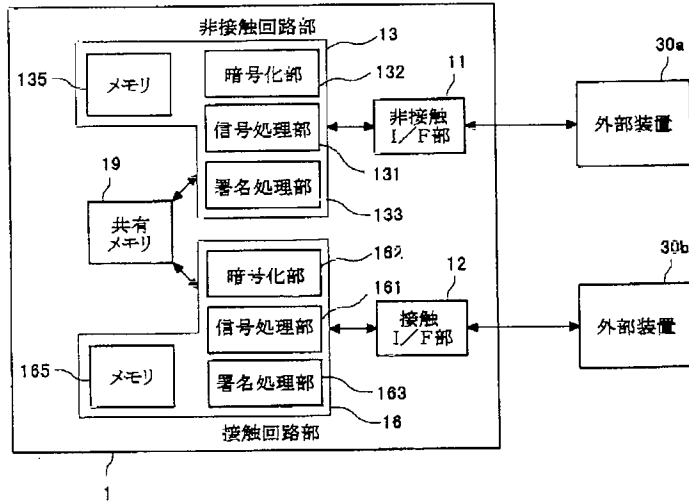 非接触回路部
13
135
メモリ
暗号化部
132
信号処理部
131
署名処理部
133
11
非接触
I/F部
30a
外部装置
19
共有
メモリ
162
暗号化部
161
信号処理部
12
接触
I/F部
30b
外部装置
165
メモリ
署名処理部
163
16
接触回路部
1